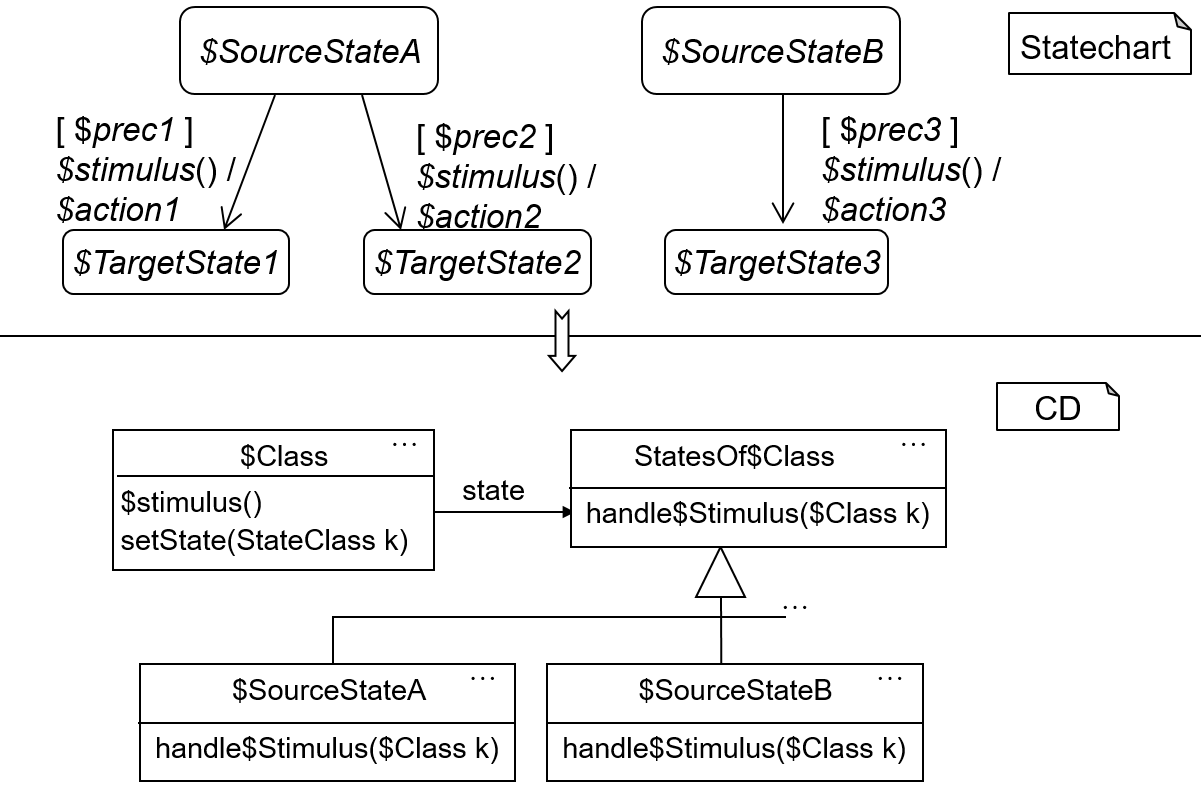 $SourceStateA
$SourceStateB
Statechart
[ $prec1 ]
$stimulus() /
$action1
[ $prec2 ]
$stimulus() /
$action2
[ $prec3 ]
$stimulus() /
$action3
$TargetState1
$TargetState2
$TargetState3
CD
$Class
...
$stimulus()
setState(StateClass k)
state
StatesOf$Class
...
handle$Stimulus($Class k)
...
$SourceStateA
...
handle$Stimulus($Class k)
$SourceStateB
...
handle$Stimulus($Class k)